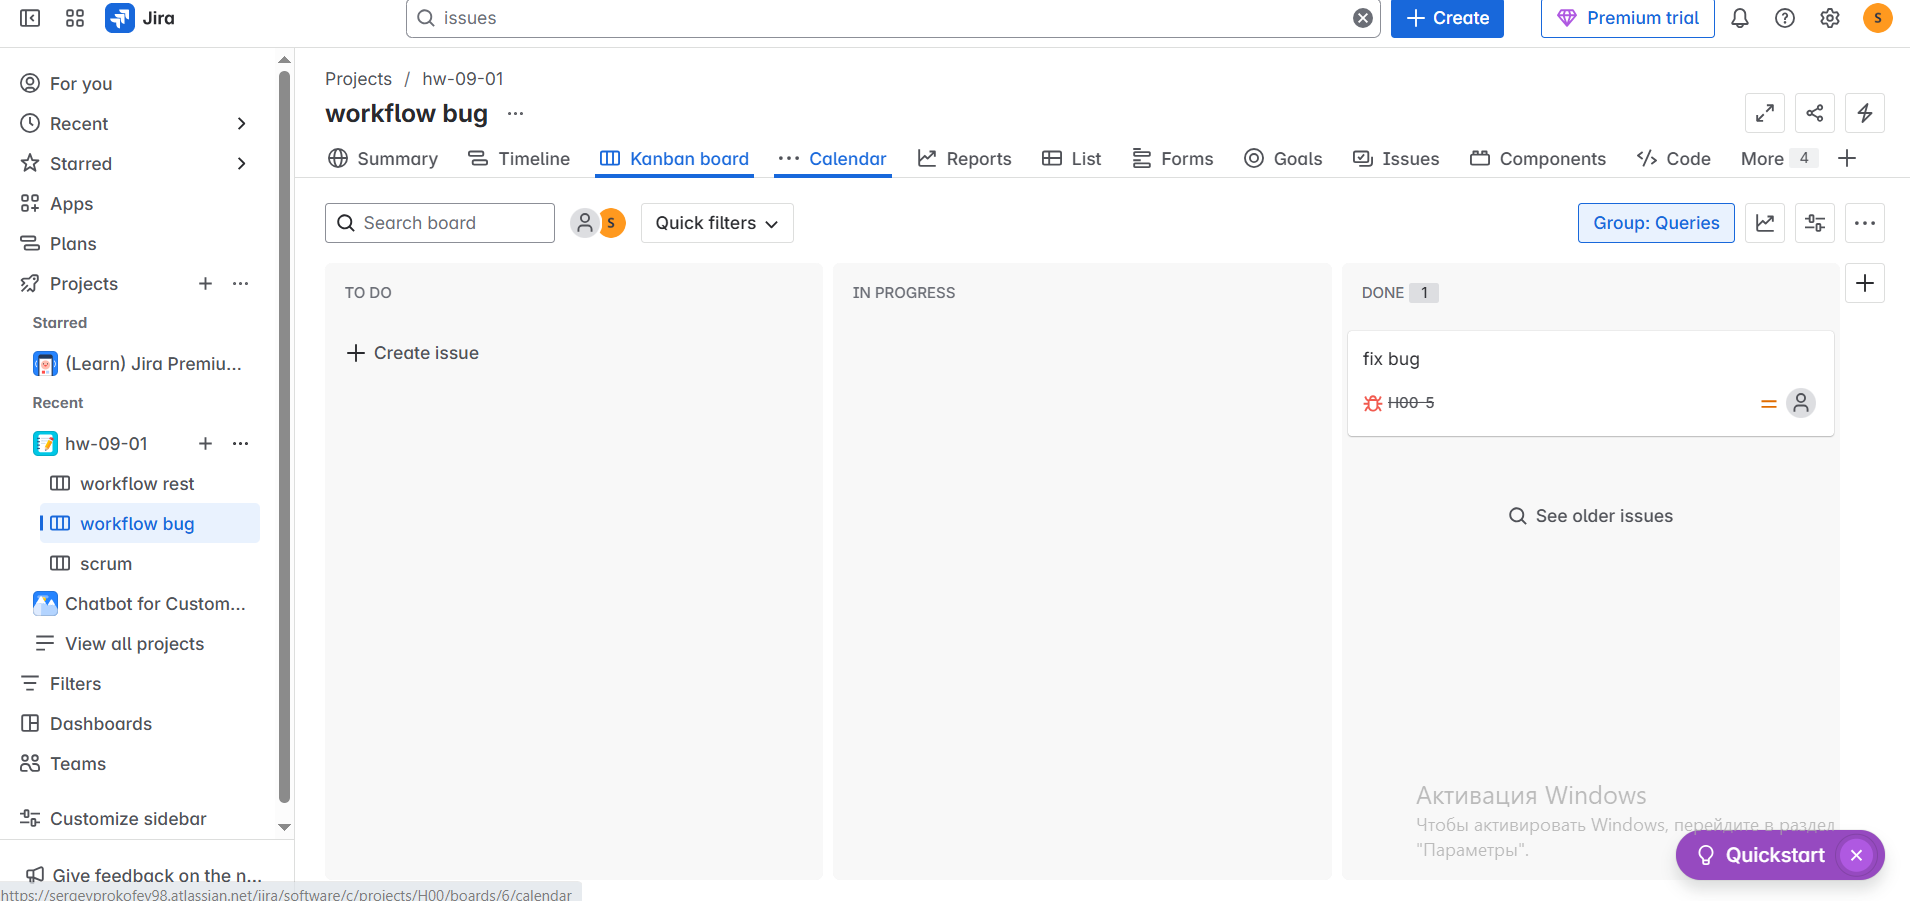 Jira
issues
Create
Premium trial
S
For you
Recent
Starred
Apps
Plans
Projects
Starred
(Learn) Jira Premiu...
Recent
hw-09-01
workflow rest
workflow bug
scrum
Chatbot for Custom...
View all projects
Filters
Dashboards
Teams
Customize sidebar
Give feedback on the n...
https://sergeyprokofev98.atlassian.net/jira/software/c/projects/H00/boards/6/calendar
Projects / hw-09-01
workflow bug
Summary Timeline Kanban board Calendar Reports List Forms Goals Issues Components Code More 4
Search board S Quick filters Group: Queries
TO DO
Create issue
IN PROGRESS
DONE 1
fix bug
H00-5
See older issues
Активация Windows
Чтобы активировать Windows, перейдите в раздел
"Параметры".
Quickstart